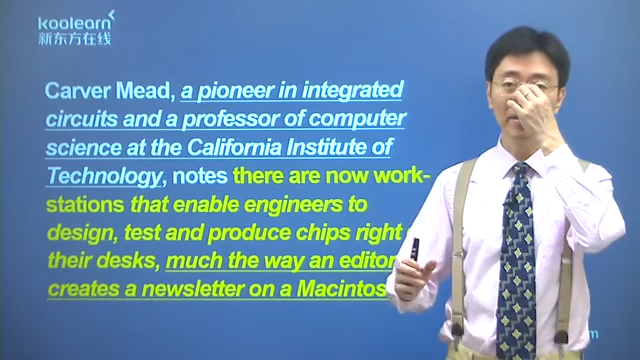 koolearn
新东方在线
Carver Mead, a pioneer in integrated
circuits and a professor of computer
science at the California Institute of
Technology, notes there are now work-
stations that enable engineers to
design, test and produce chips right
their desks, much the way an editor
creates a newsletter on a Macintos